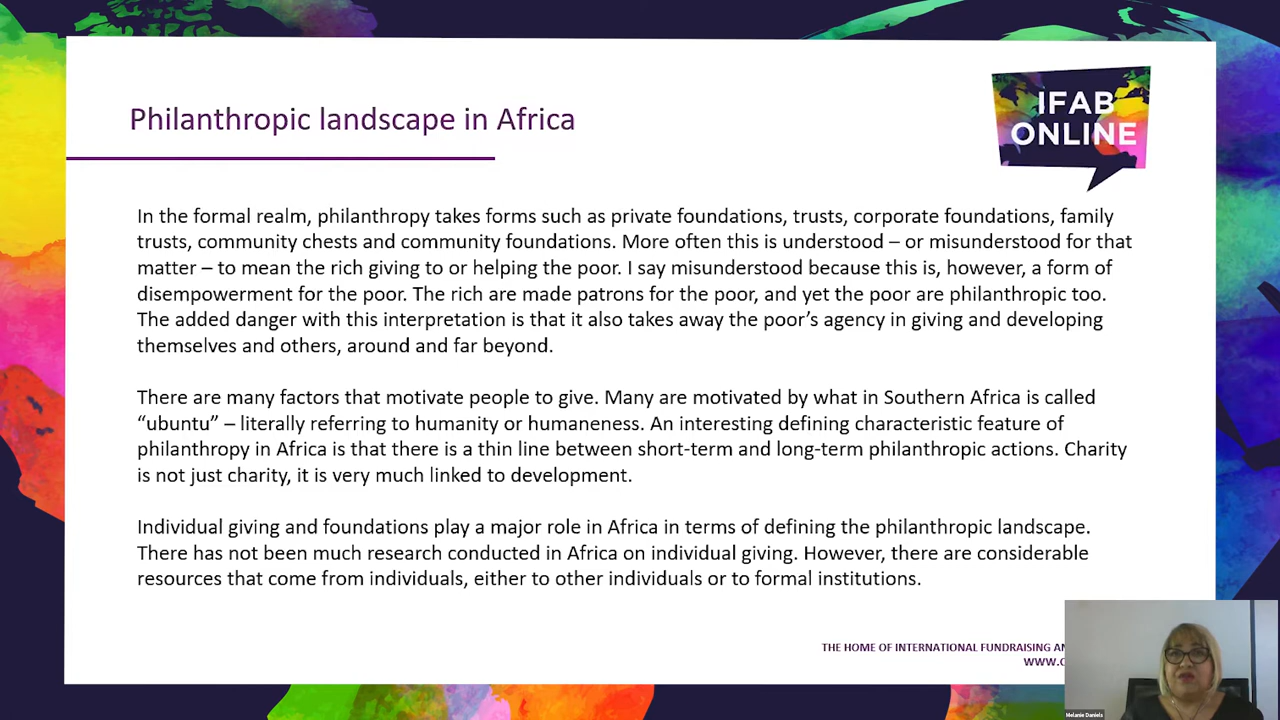 Philanthropic landscape in Africa
IFAB
ONLINE
In the formal realm, philanthropy takes forms such as private foundations, trusts, corporate foundations, family
trusts, community chests and community foundations. More often this is understood – or misunderstood for that
matter – to mean the rich giving to or helping the poor. I say misunderstood because this is, however, a form of
disempowerment for the poor. The rich are made patrons for the poor, and yet the poor are philanthropic too.
The added danger with this interpretation is that it also takes away the poor’s agency in giving and developing
themselves and others, around and far beyond.
There are many factors that motivate people to give. Many are motivated by what in Southern Africa is called
“ubuntu” – literally referring to humanity or humaneness. An interesting defining characteristic feature of
philanthropy in Africa is that there is a thin line between short-term and long-term philanthropic actions. Charity
is not just charity, it is very much linked to development.
Individual giving and foundations play a major role in Africa in terms of defining the philanthropic landscape.
There has not been much research conducted in Africa on individual giving. However, there are considerable
resources that come from individuals, either to other individuals or to formal institutions.
THE HOME OF INTERNATIONAL FUNDRAISING
WWW.
Melanie Daniels